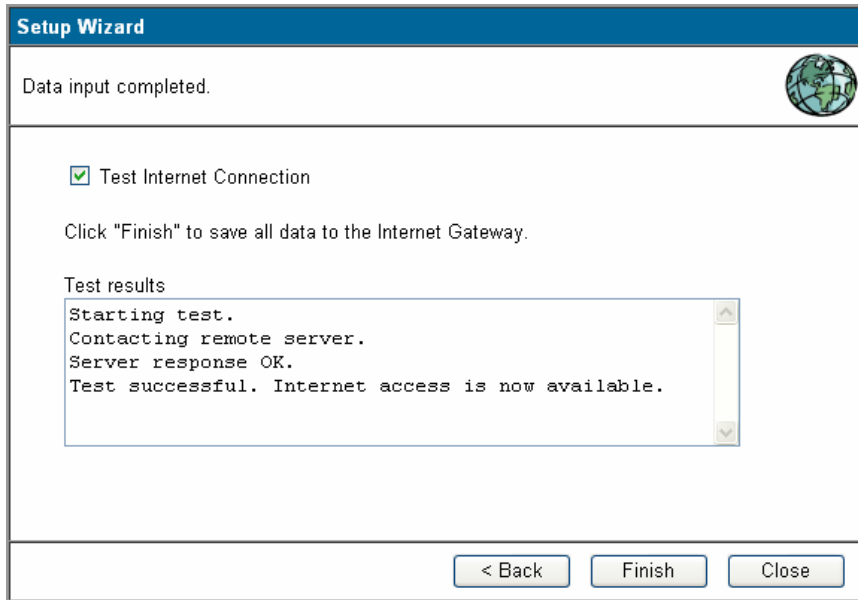 Setup Wizard
Data input completed.
Test Internet Connection
Click "Finish" to save all data to the Internet Gateway.
Test results
Starting test.
Contacting remote server.
Server response OK.
Test successful. Internet access is now available.
< Back Finish Close